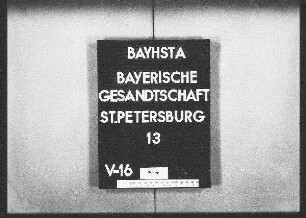 BAYHSTA
BAYERISCHE
GESANDTSCHAFT
ST.PETERSBURG
13
V-16